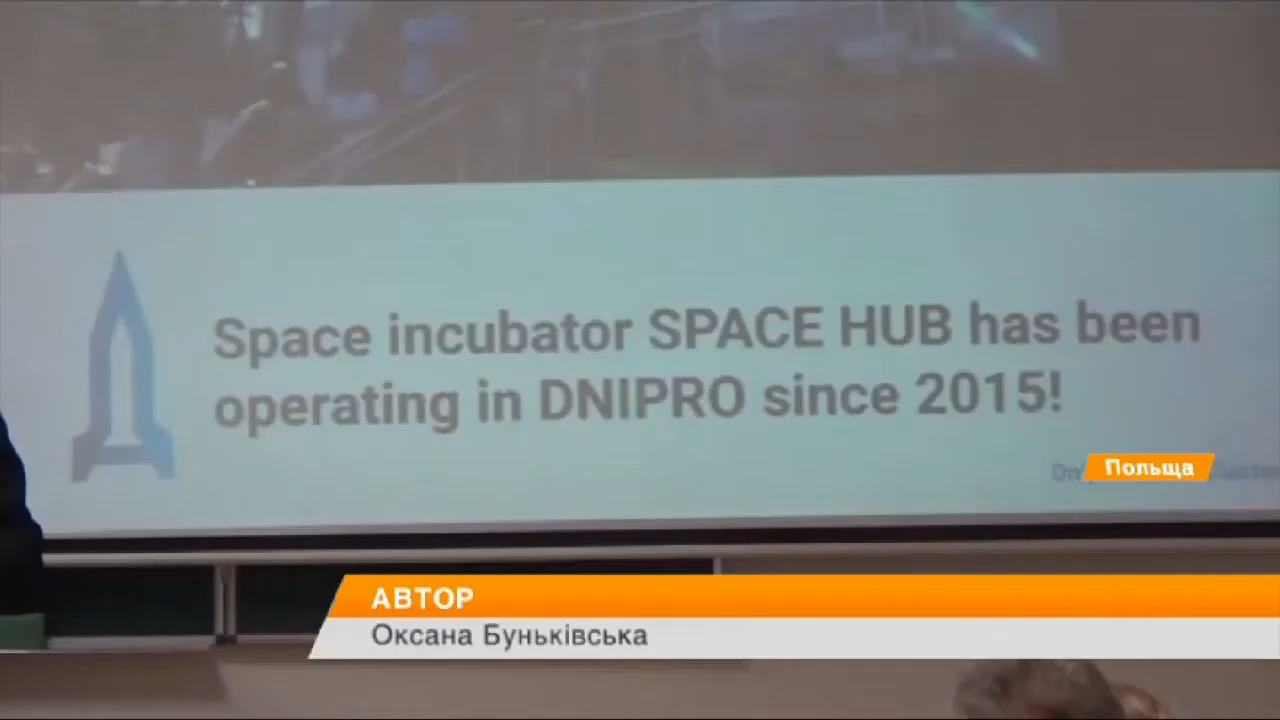 Space incubator SPACE HUB has been
operating in DNIPRO since 2015!
Польща
АВТОР
Оксана Буньківська